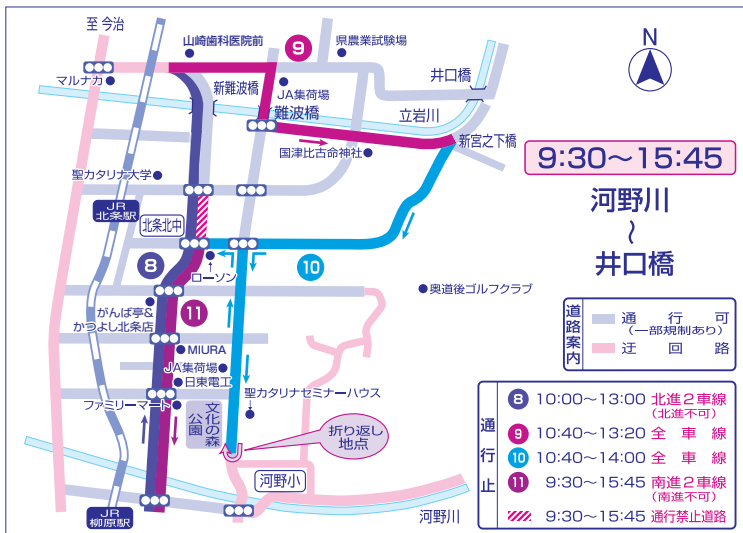 至 今治
山崎歯科医院前
9
県農業試験場
N
マルナカ
新難波橋
JA集荷場
難波橋
井口橋
立岩川
新宮之下橋
国津比古命神社
9:30〜15:45
河野川
〜
井口橋
聖カタリナ大学
JR
北条駅
北条北中
8
ローソン
10
奥道後ゴルフクラブ
がんば亭&
かつよし北条店
11
MIURA
JA集荷場
日東電工
ファミリーマート
聖カタリナセミナーハウス
文化の森
公園
折り返し
地点
河野小
JR
柳原駅
河野川
道路案内
通行可
(一部規制あり)
迂回路
通行止
8 10:00〜13:00 北進2車線
(北進不可)
9 10:40〜13:20 全車線
10 10:40〜14:00 全車線
11 9:30〜15:45 南進2車線
(南進不可)
9:30〜15:45 通行禁止道路